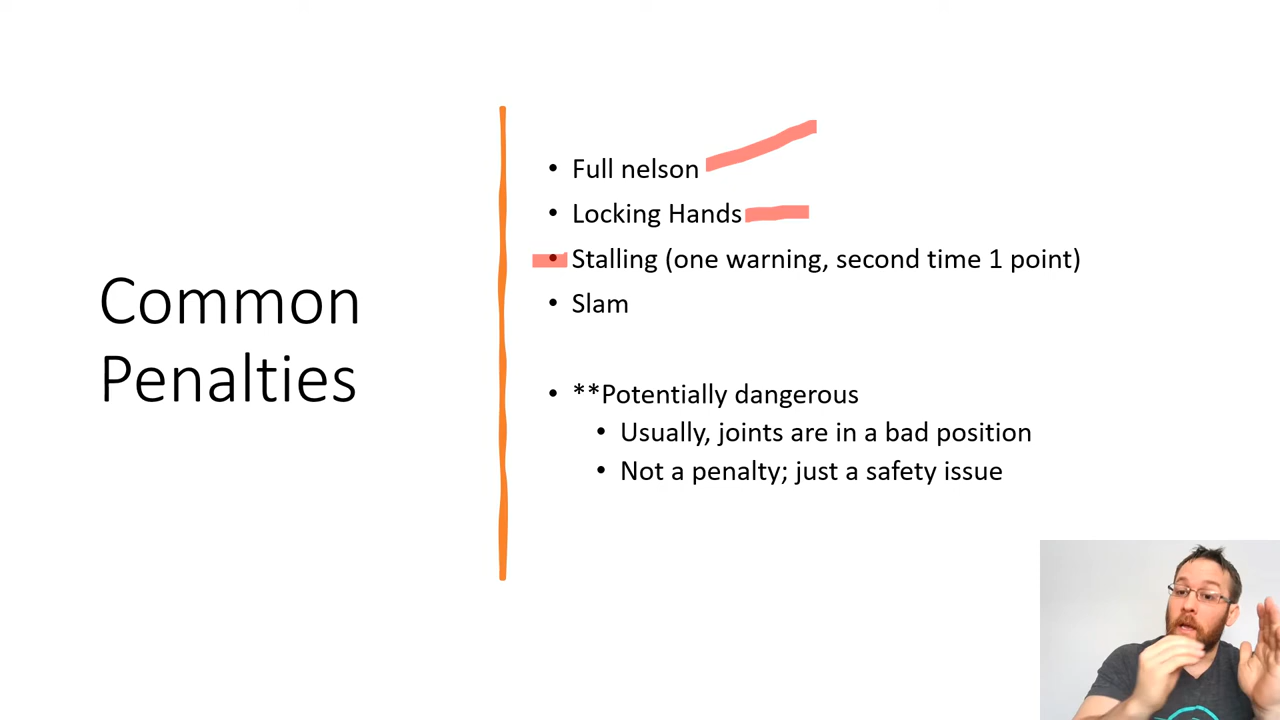 Common
Penalties
• Full nelson
• Locking Hands
• Stalling (one warning, second time 1 point)
• Slam
• **Potentially dangerous
• Usually, joints are in a bad position
• Not a penalty; just a safety issue